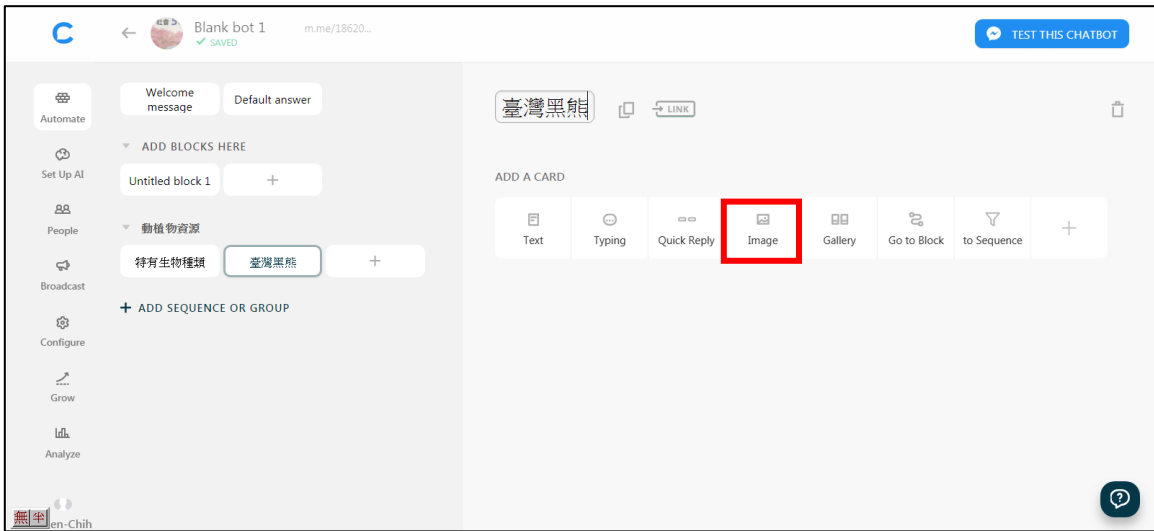 Blank bot 1
m.me/18620...
SAVED
TEST THIS CHATBOT
Automate
Set Up AI
People
Broadcast
Configure
Grow
Analyze
en-Chih
無半
Welcome
message
Default answer
ADD BLOCKS HERE
Untitled block 1
+
動植物資源
特有生物種類
臺灣黑熊
+
+ ADD SEQUENCE OR GROUP
臺灣黑熊
LINK
ADD A CARD
Text
Typing
Quick Reply
Image
Gallery
Go to Block
to Sequence
+